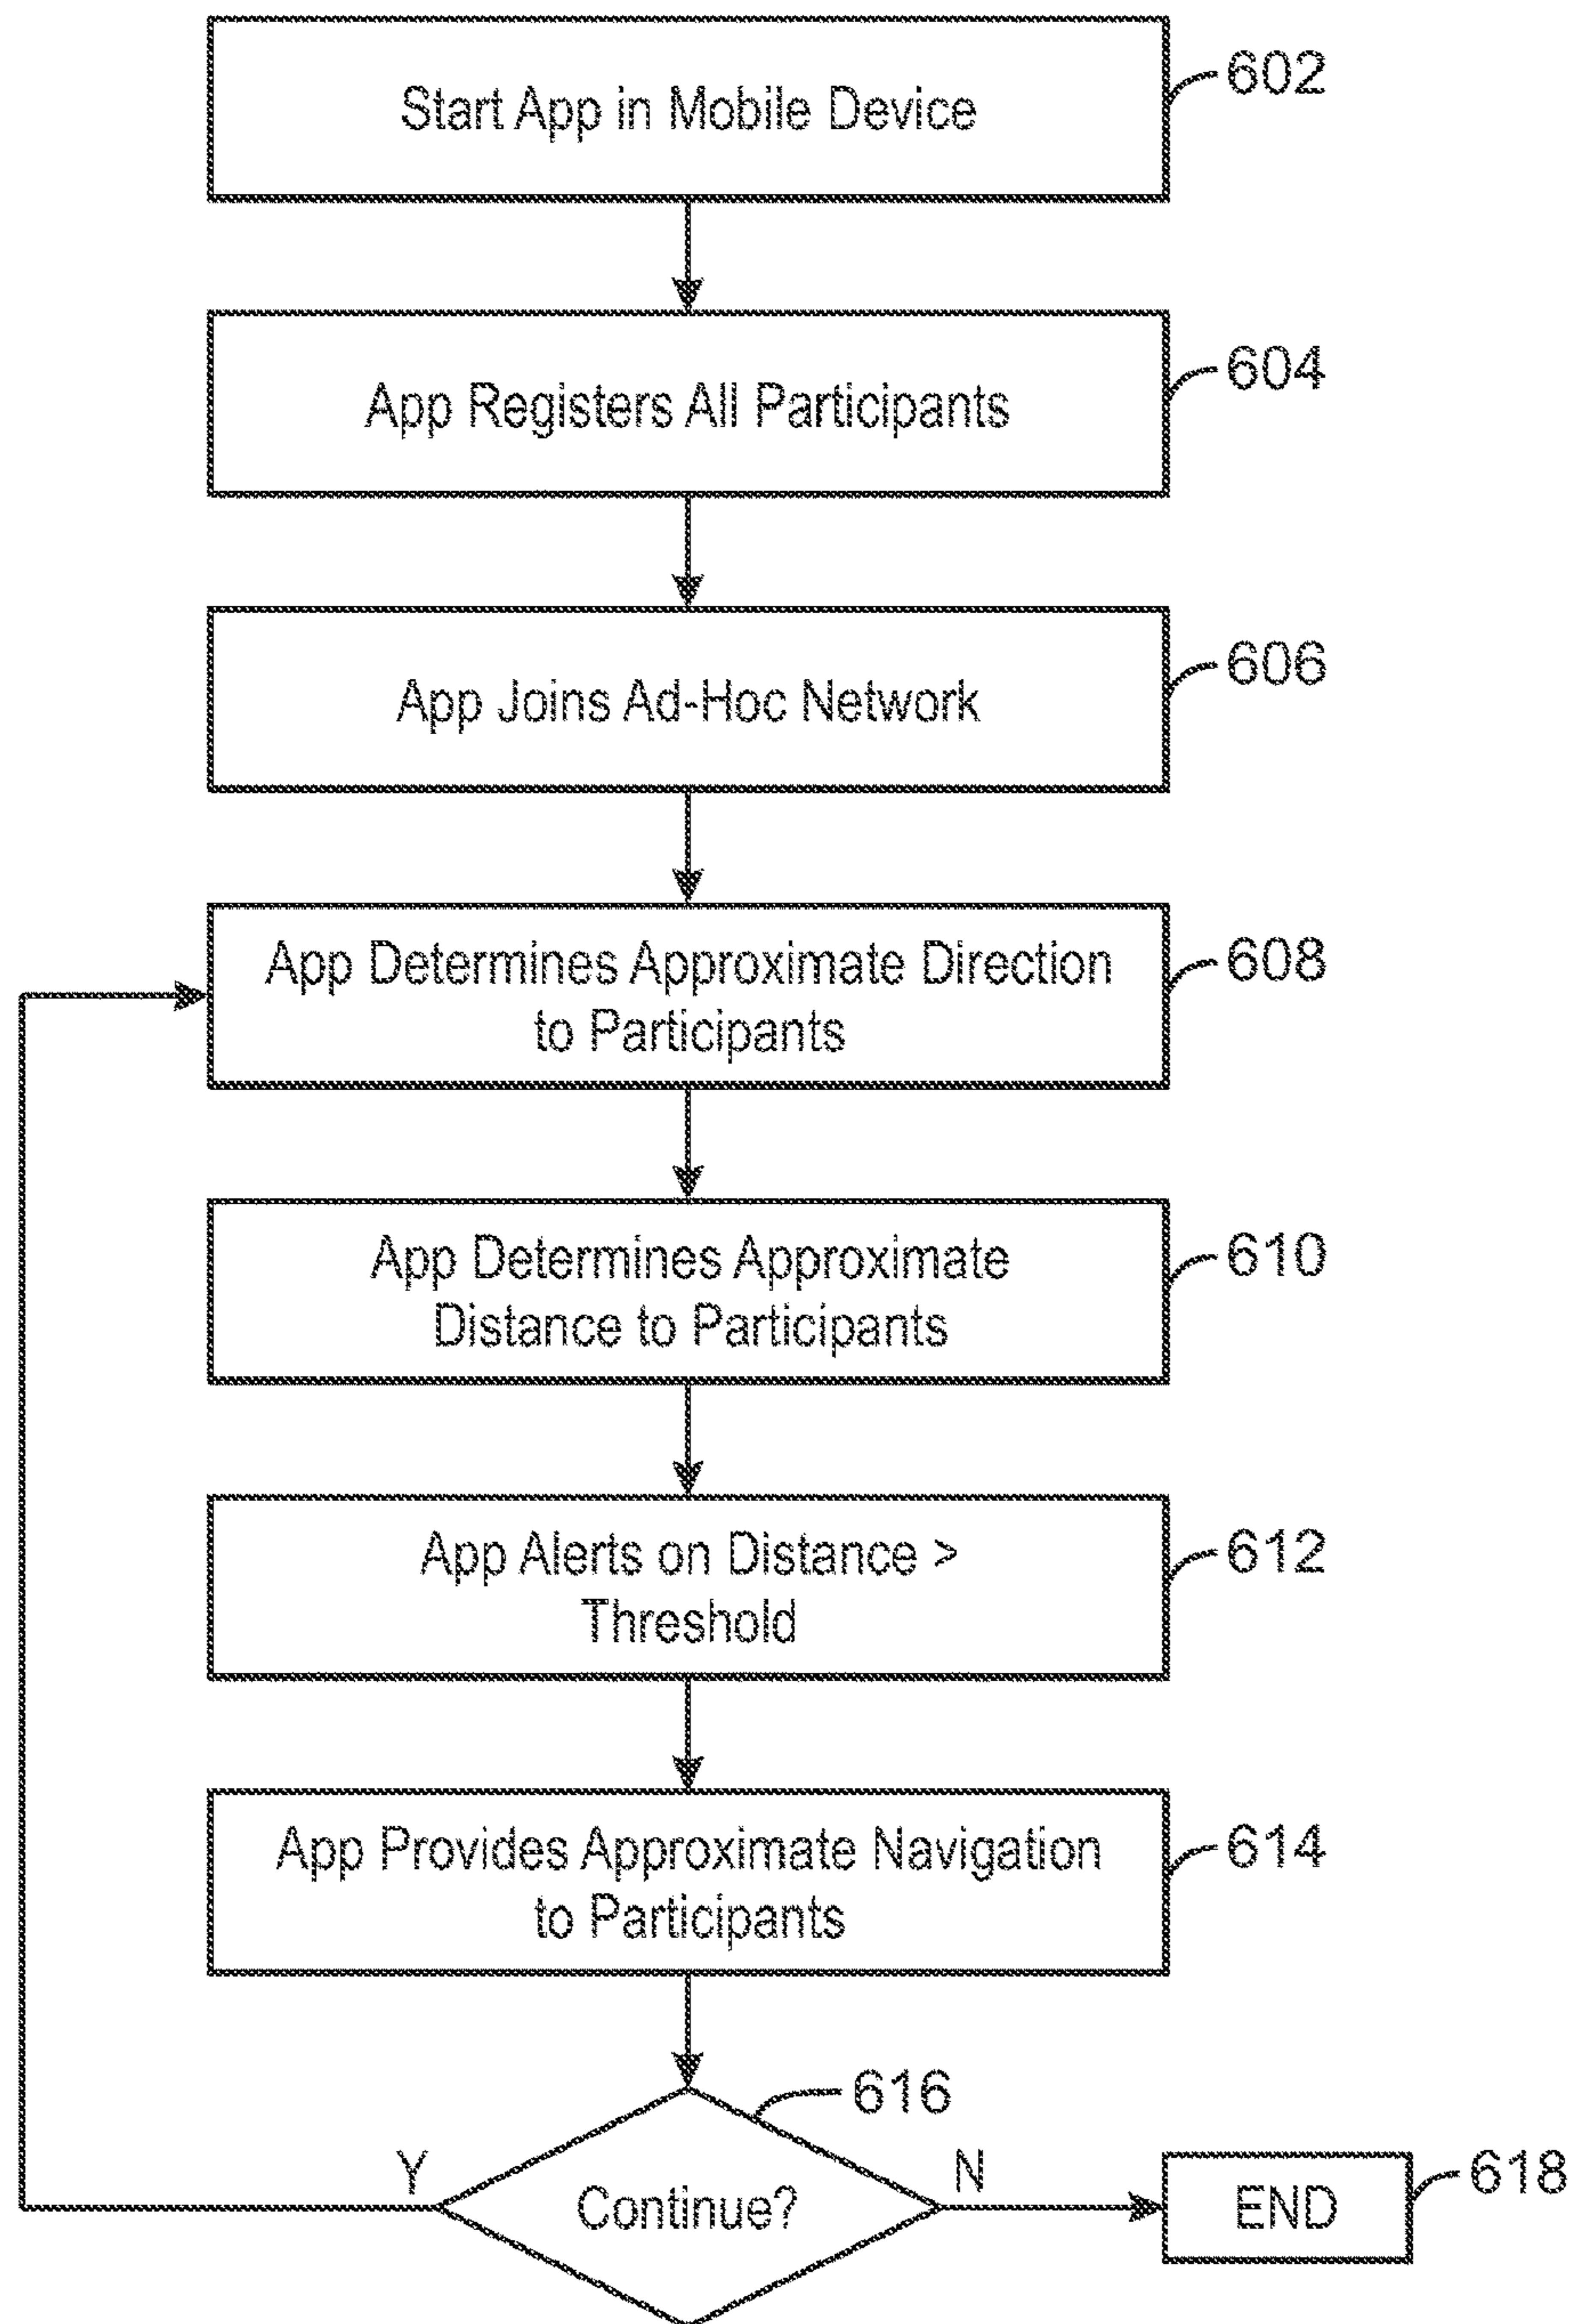 Start App in Mobile Device
602
App Registers All Participants
604
App Joins Ad-Hoc Network
606
App Determines Approximate Direction
to Participants
608
App Determines Approximate
Distance to Participants
610
App Alerts on Distance >
Threshold
612
App Provides Approximate Navigation
to Participants
614
616
Y
Continue?
N
END
618